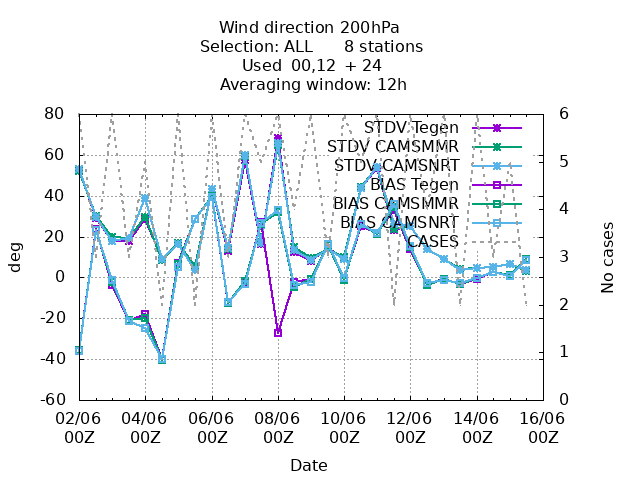 Wind direction 200hPa
Selection: ALL 8 stations
Used 00,12 + 24
Averaging window: 12h
80 6
STDV Tegen
STDV CAMSMMR
STDV CAMSNRT
BIAS Tegen
BIAS CAMSMMR
BIAS CAMSNRT
CASES
60 5
40 4
20 3
0
-20 2
-40 1
-60 0
deg
No cases
02/06 04/06 06/06 08/06 10/06 12/06 14/06 16/06
00Z 00Z 00Z 00Z 00Z 00Z 00Z 00Z
Date